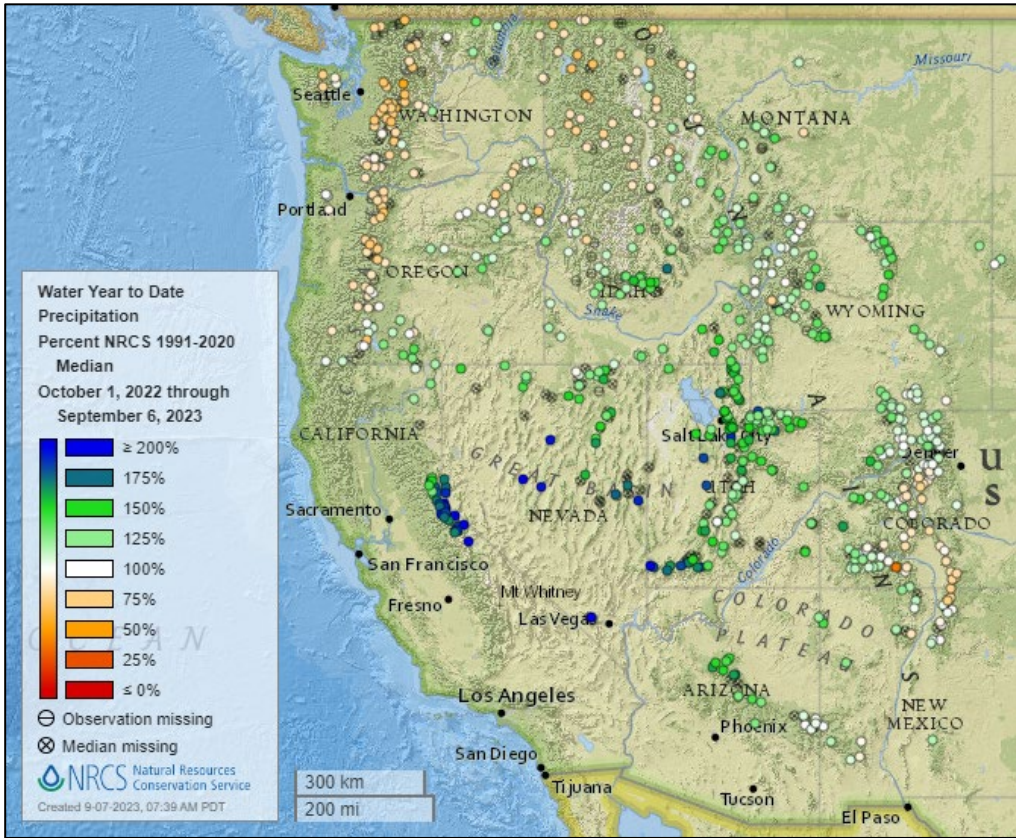 Water Year to Date
Precipitation
Percent NRCS 1991-2020
Median
October 1, 2022 through
September 6, 2023
≥ 200%
175%
150%
125%
100%
75%
50%
25%
≤ 0%
Observation missing
Median missing
NRCS Natural Resources
Conservation Service
Created 9-07-2023, 07:39 AM PDT
300 km
200 mi
Seattle
WASHINGTON
Columbia
Missouri
MONTANA
Portland
OREGON
IDAHO
Snake
WYOMING
CALIFORNIA
Salt Lake City
GREAT BASIN
NEVADA
UTAH
Denver
US
COLORADO
Colorado
Sacramento
San Francisco
Fresno
Mt Whitney
Las Vegas
COLORADO
PLATEAU
OCEAN
Los Angeles
ARIZONA
Phoenix
NEW
MEXICO
San Diego
Tijuana
Tucson
El Paso